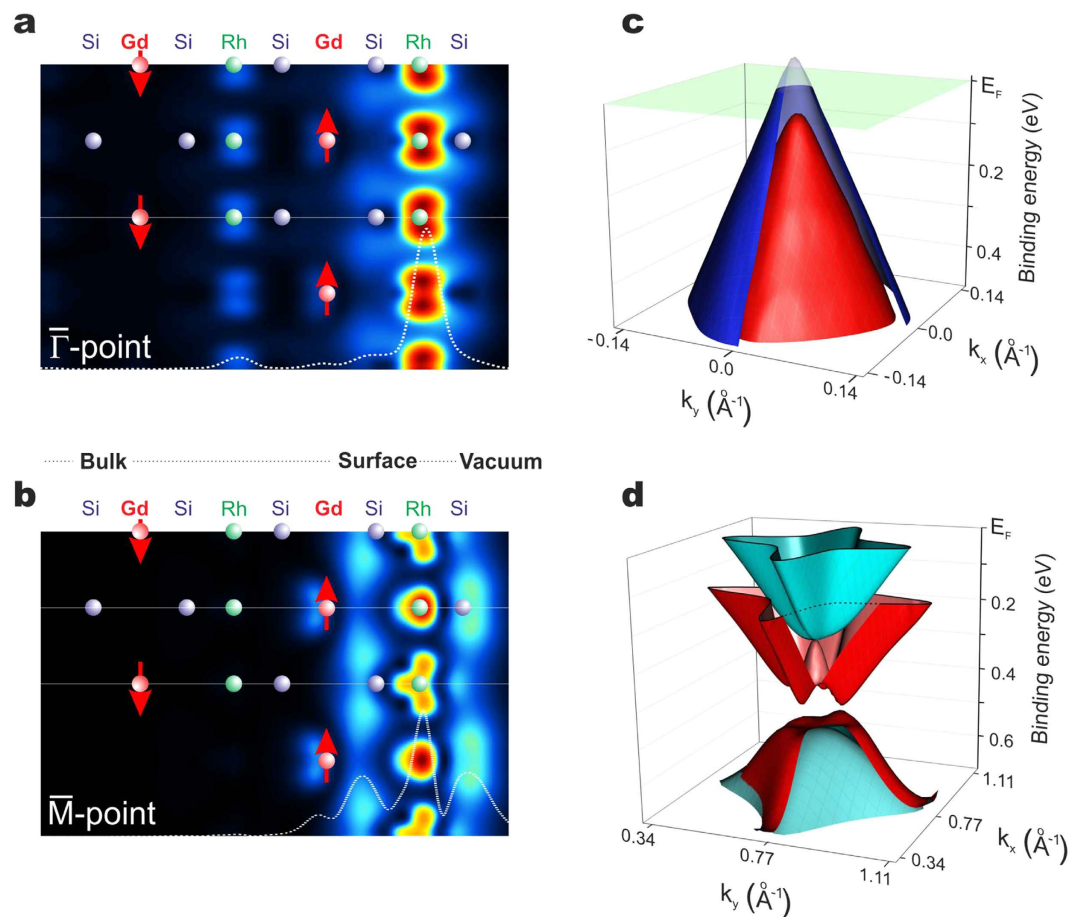 a
Si Gd Si Rh Si Gd Si Rh Si
Γ̅-point
c
E_F
0.2
0.4
Binding energy (eV)
0.14
0.0
-0.14
k_x (Å⁻¹)
-0.14
0.0
0.14
k_y (Å⁻¹)
Bulk Surface Vacuum
b
Si Gd Si Rh Si Gd Si Rh Si
M̅-point
d
E_F
0.2
0.4
0.6
Binding energy (eV)
1.11
0.77
0.34
k_x (Å⁻¹)
0.34
0.77
1.11
k_y (Å⁻¹)